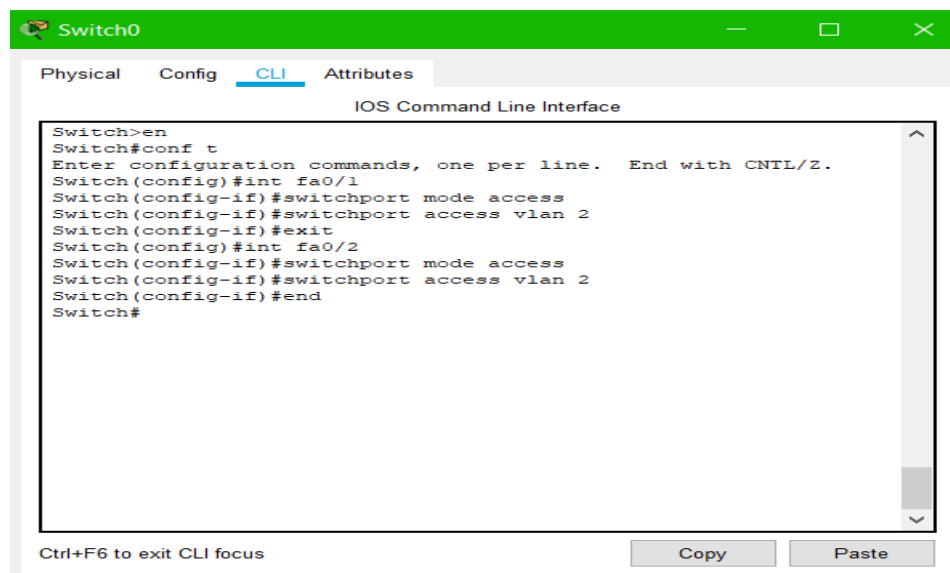 Switch0
Physical Config CLI Attributes
IOS Command Line Interface
Switch>en
Switch#conf t
Enter configuration commands, one per line.  End with CNTL/Z.
Switch(config)#int fa0/1
Switch(config-if)#switchport mode access
Switch(config-if)#switchport access vlan 2
Switch(config-if)#exit
Switch(config)#int fa0/2
Switch(config-if)#switchport mode access
Switch(config-if)#switchport access vlan 2
Switch(config-if)#end
Switch#
Ctrl+F6 to exit CLI focus Copy Paste